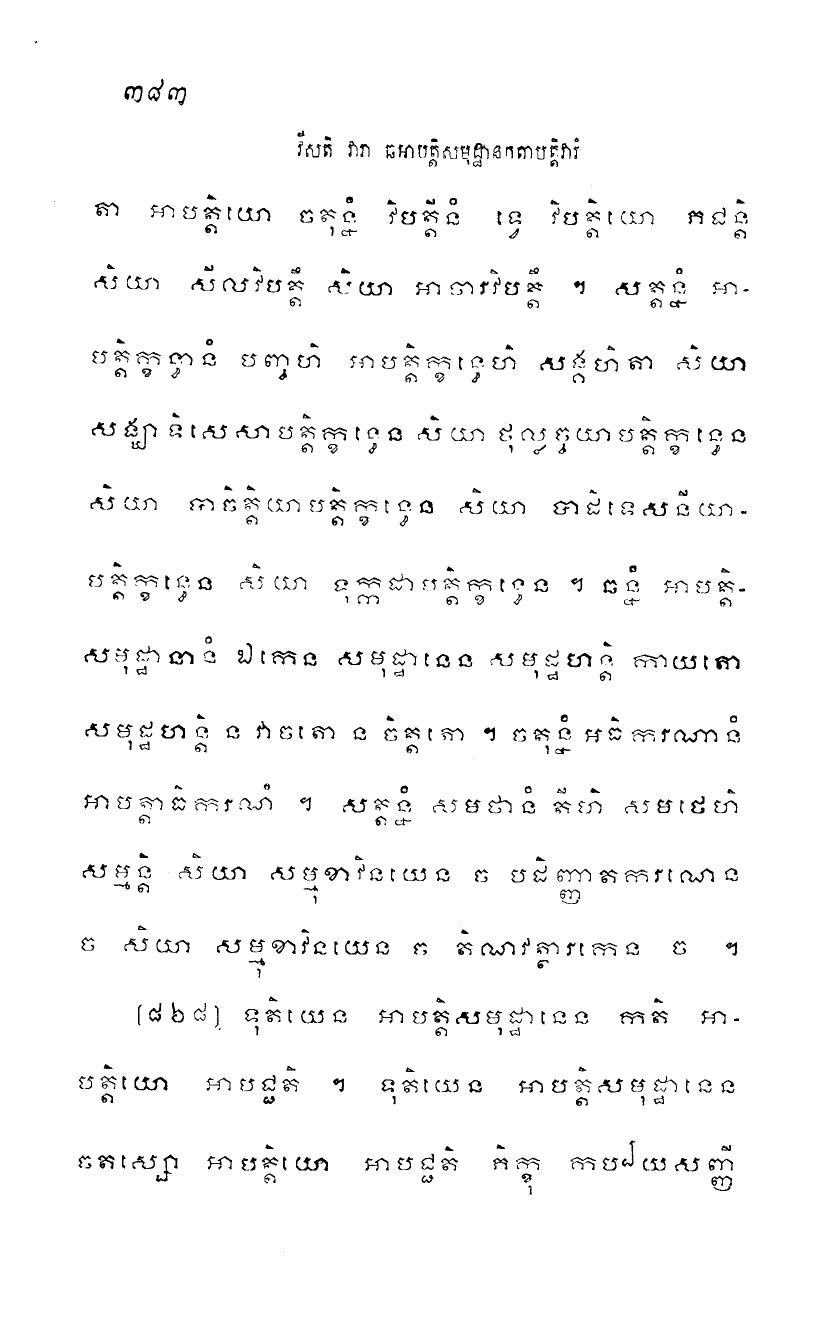 ៣៨៣
វីសតិ វារា ឆអាបត្តិសមុដ្ឋានកតាបត្តិវារំ
តា អាបត្តិយោ ចតុន្នំ វិបត្តីនំ ទ្វេ វិបត្តិយោ ភជន្តិ
សិយា សីលវិបត្តឹ សិយា អាចារវិបត្តឹ ។ សត្តន្នំ អា-
បត្តិក្ខន្ធានំ បញ្ចហិ អាបត្តិក្ខន្ធេហិ សង្គហិតា សិយា
សង្ឃាទិសេសាបត្តិក្ខន្ធេន សិយា ថុល្លច្ចយាបត្តិក្ខន្ធេន
សិយា បាចិត្តិយាបត្តិក្ខន្ធេន សិយា បាដិទេសនីយា-
បត្តិក្ខន្ធេន សិយា ទុក្កដាបត្តិក្ខន្ធេន ។ ឆន្នំ អាបត្តិ-
សមុដ្ឋានានំ ឯកេន សមុដ្ឋានេន សមុដ្ឋហន្តិ កាយតោ
សមុដ្ឋហន្តិ ន វាចតោ ន ចិត្តតោ ។ ចតុន្នំ អធិករណានំ
អាបត្តាធិករណំ ។ សត្តន្នំ សមថានំ តីហិ សមថេហិ
សម្មន្តិ សិយា សម្មុខាវិនយេន ច បដិញ្ញាតករណេន
ច សិយា សម្មុខាវិនយេន ច តិណវត្ថារកេន ច ។
[៨៦៨] ទុតិយេន អាបត្តិសមុដ្ឋានេន កតិ អា-
បត្តិយោ អាបជ្ជតិ ។ ទុតិយេន អាបត្តិសមុដ្ឋានេន
ចតស្សោ អាបត្តិយោ អាបជ្ជតិ ភិក្ខុ កប្បិយសញ្ញី